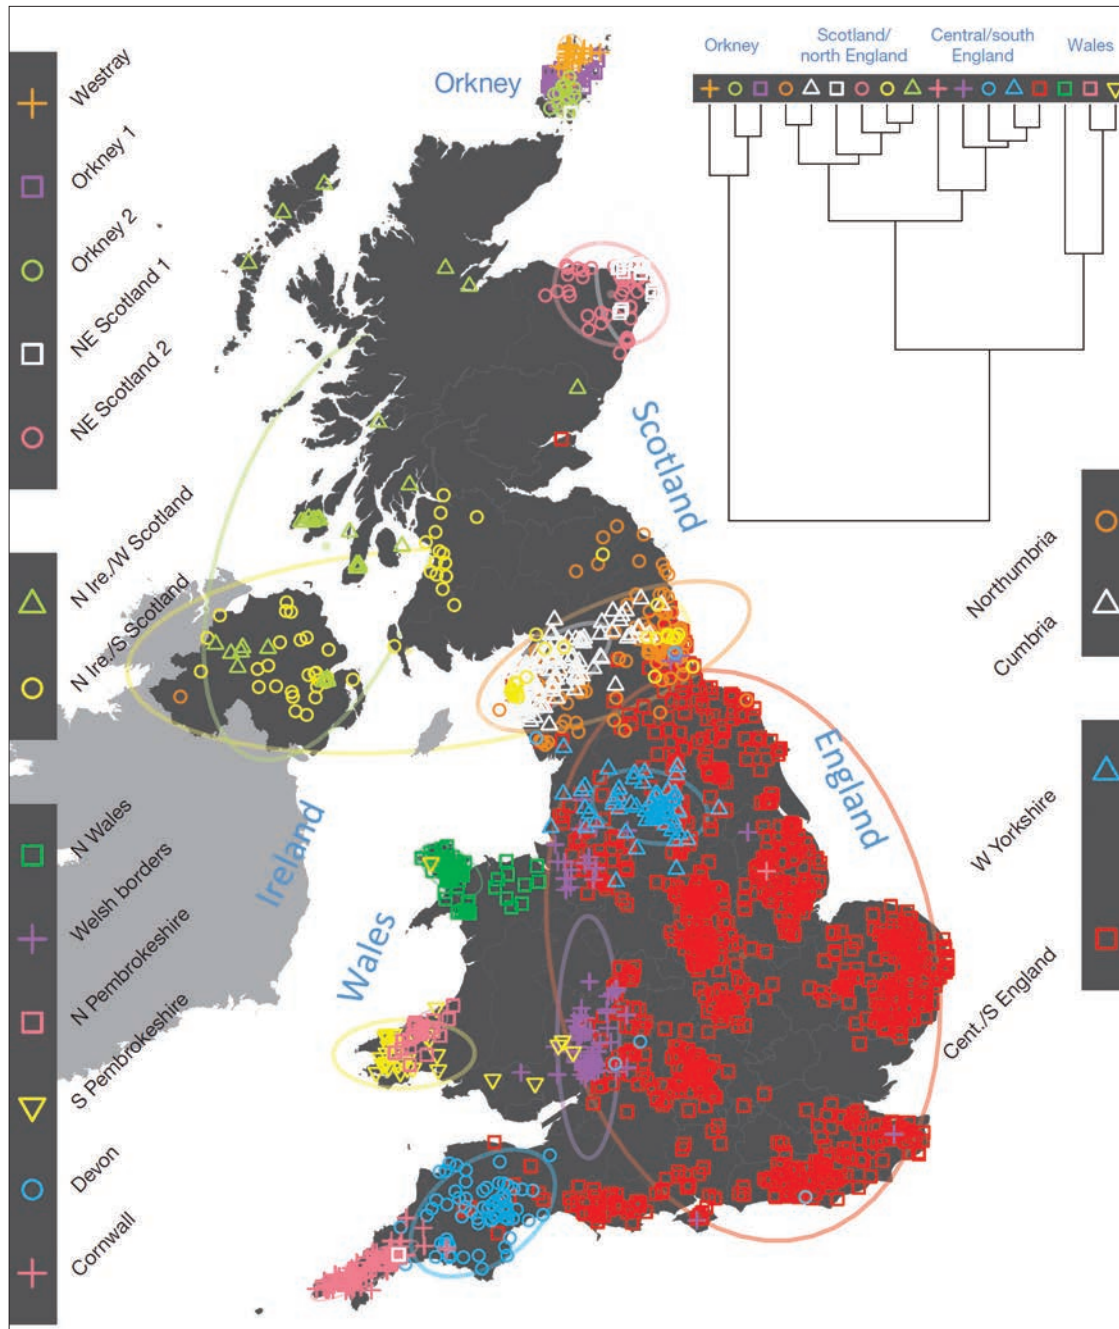 Orkney
Scotland/
north England
Central/south
England
Wales
Orkney
Scotland
England
Ireland
Wales
Westray
Orkney 1
Orkney 2
NE Scotland 1
NE Scotland 2
N Ire./W Scotland
N Ire./S Scotland
N Wales
Welsh borders
N Pembrokeshire
S Pembrokeshire
Devon
Cornwall
Northumbria
Cumbria
W Yorkshire
Cent./S England